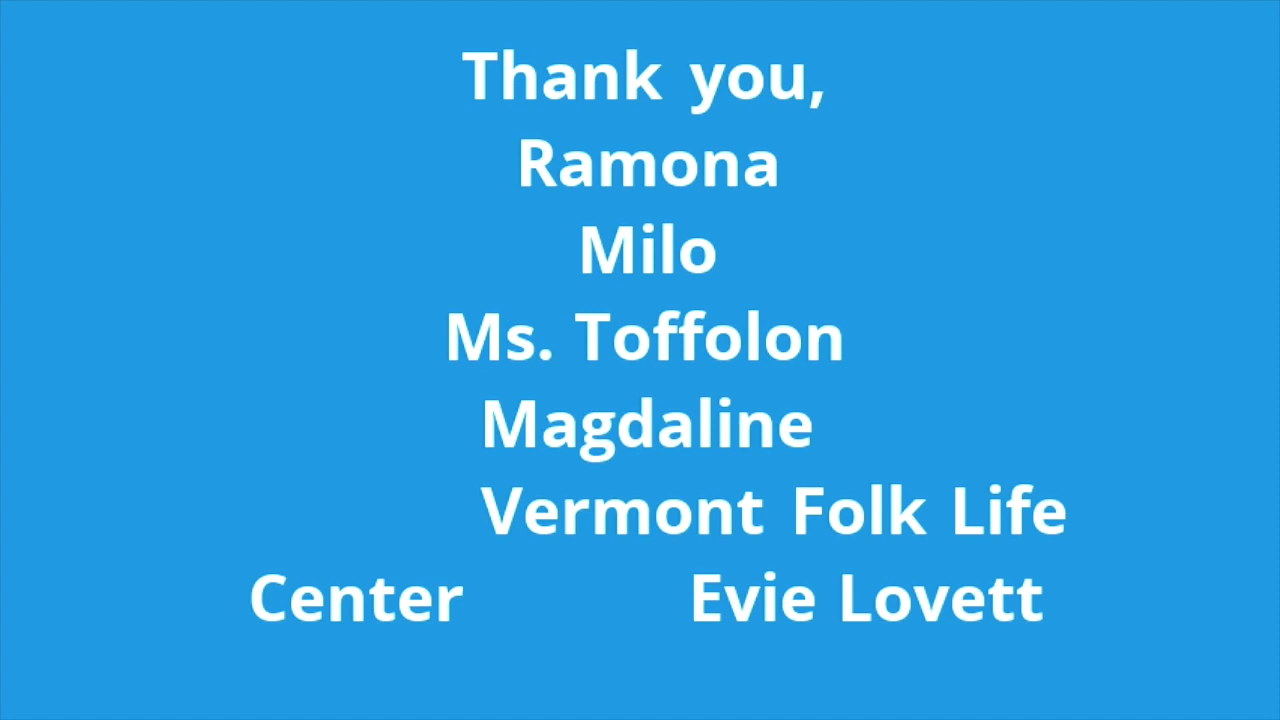 Thank you,
Ramona
Milo
Ms. Toffolon
Magdaline
Vermont Folk Life
Center Evie Lovett